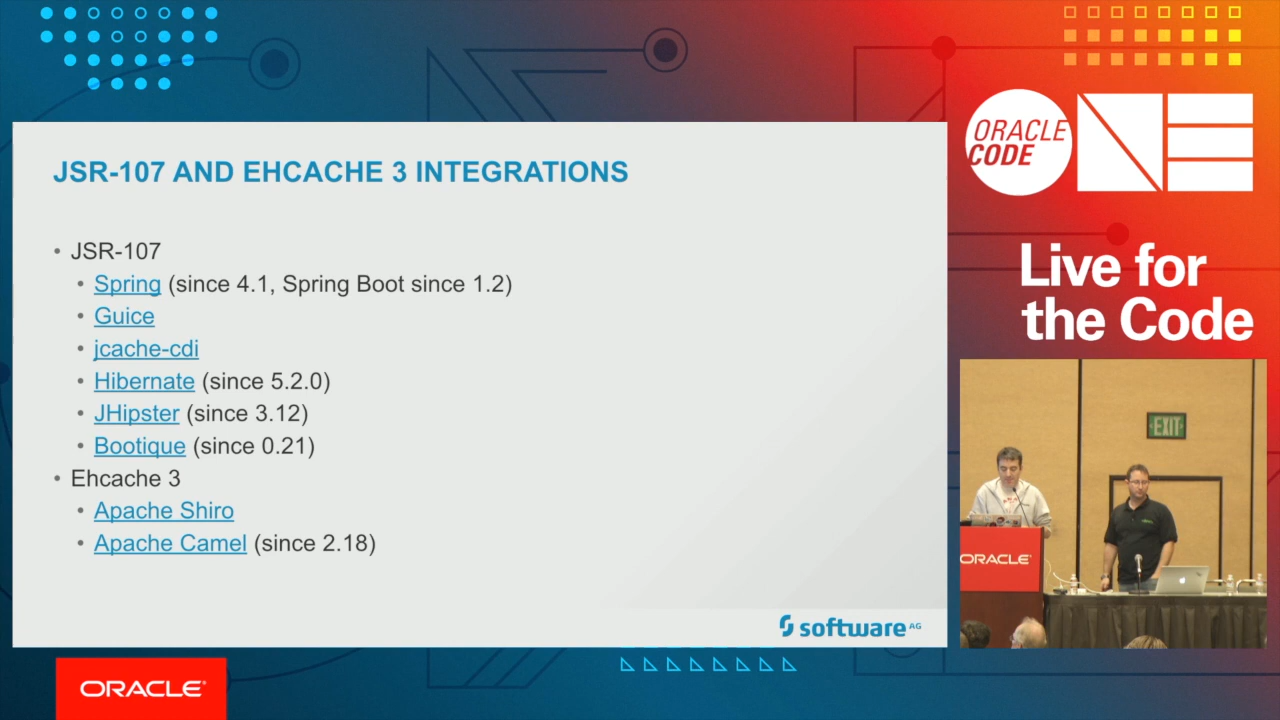 JSR-107 AND EHCACHE 3 INTEGRATIONS
• JSR-107
• Spring (since 4.1, Spring Boot since 1.2)
• Guice
• jcache-cdi
• Hibernate (since 5.2.0)
• JHipster (since 3.12)
• Bootique (since 0.21)
• Ehcache 3
• Apache Shiro
• Apache Camel (since 2.18)
software AG
ORACLE
CODE
ONE
Live for
the Code
EXIT
ORACLE
ORACLE